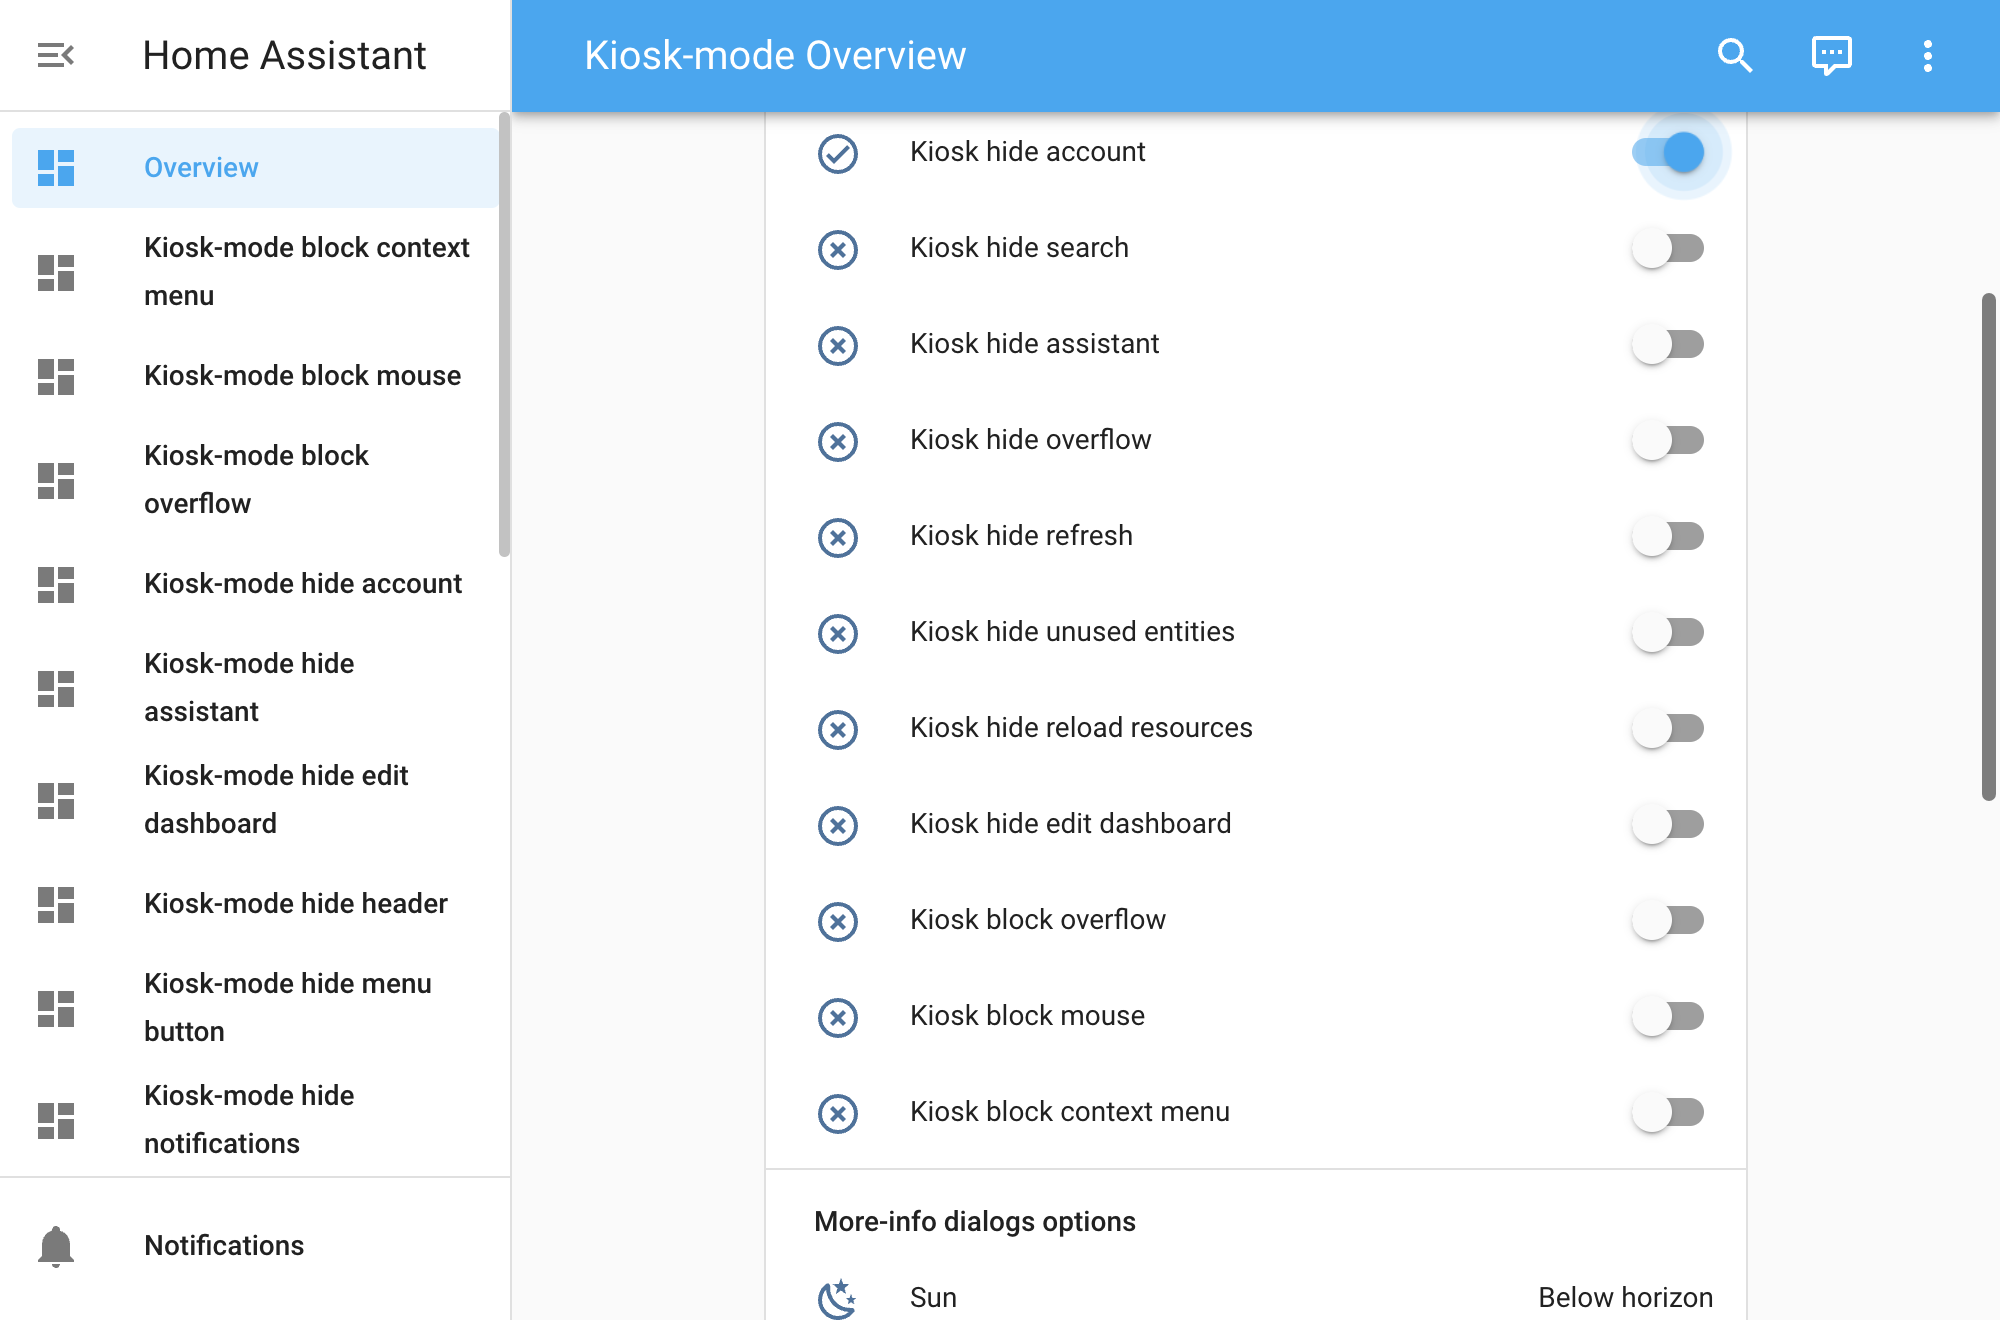 Home Assistant
Kiosk-mode Overview
Overview
Kiosk-mode block context
menu
Kiosk-mode block mouse
Kiosk-mode block
overflow
Kiosk-mode hide account
Kiosk-mode hide
assistant
Kiosk-mode hide edit
dashboard
Kiosk-mode hide header
Kiosk-mode hide menu
button
Kiosk-mode hide
notifications
Notifications
Kiosk hide account
Kiosk hide search
Kiosk hide assistant
Kiosk hide overflow
Kiosk hide refresh
Kiosk hide unused entities
Kiosk hide reload resources
Kiosk hide edit dashboard
Kiosk block overflow
Kiosk block mouse
Kiosk block context menu
More-info dialogs options
Sun Below horizon